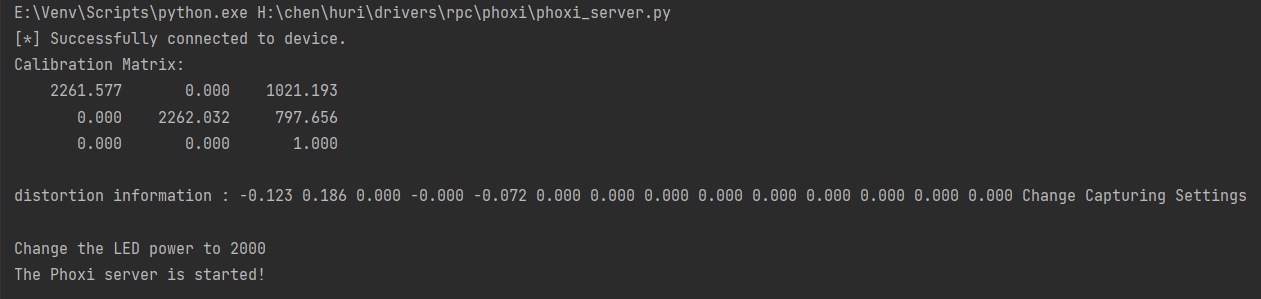 E:\Venv\Scripts\python.exe H:\chen\huri\drivers\rpc\phoxi\phoxi_server.py
[*] Successfully connected to device.
Calibration Matrix:
2261.577 0.000 1021.193
0.000 2262.032 797.656
0.000 0.000 1.000
distortion information : -0.123 0.186 0.000 -0.000 -0.072 0.000 0.000 0.000 0.000 0.000 0.000 0.000 0.000 0.000 Change Capturing Settings
Change the LED power to 2000
The Phoxi server is started!